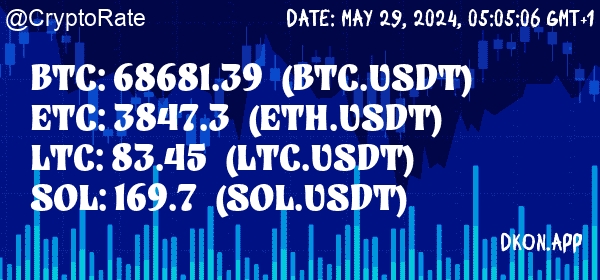 @CryptoRate
DATE: MAY 29, 2024, 05:05:06 GMT+1
BTC: 68681.39 (BTC.USDT)
ETC: 3847.3 (ETH.USDT)
LTC: 83.45 (LTC.USDT)
SOL: 169.7 (SOL.USDT)
DKON.APP